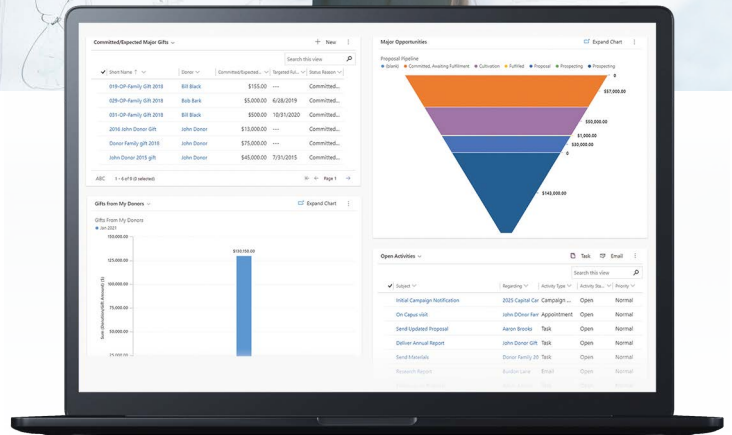 Committed/Expected Major Gifts
+ New
Search this view
Short Name ↑
Donor
Committed/Expected...
Targeted Ful...
Status Reason
019-OP-Family Gift 2018 Bill Black $155.00 --- Committed...
029-OP-Family Gift 2018 Bob Bark $5,000.00 6/28/2019 Committed...
031-OP-Family Gift 2018 Bill Black $500.00 10/31/2020 Committed...
2016 John Donor Gift John Donor $13,000.00 --- Committed...
Donor Family gift 2018 John Donor $75,000.00 --- Committed...
John Donor 2015 gift John Donor $45,000.00 7/31/2015 Committed...
ABC 1 - 6 of 9 (0 selected) Page 1
Major Opportunities
Expand Chart
Proposal Pipeline
(blank) Committed, Awaiting Fulfilment Cultivation Fulfilled Proposal Prospecting Prospecting
0
$57,000.00
$50,000.00
$1,000.00
$50,000.00
0
$143,000.00
Gifts From My Donors
Expand Chart
Gifts From My Donors
Jan 2021
150,000.00
125,000.00
100,000.00
75,000.00
50,000.00
25,000.00
Sum (Donation/Gift Amount) ($)
Open Activities
Task
Email
Search this view
Subject
Regarding
Activity Type
Activity Sta...
Priority
Initial Campaign Notification 2025 Capital Car Campaign ... Open Normal
On Capus visit John DOnor Fam Appointment Open Normal
Send Updated Proposal Aaron Brooks Task Open Normal
Deliver Annual Report John Donor Gift Task Open Normal
Send Materials Donor Family 20 Task Open Normal
Research Report Email Open Normal